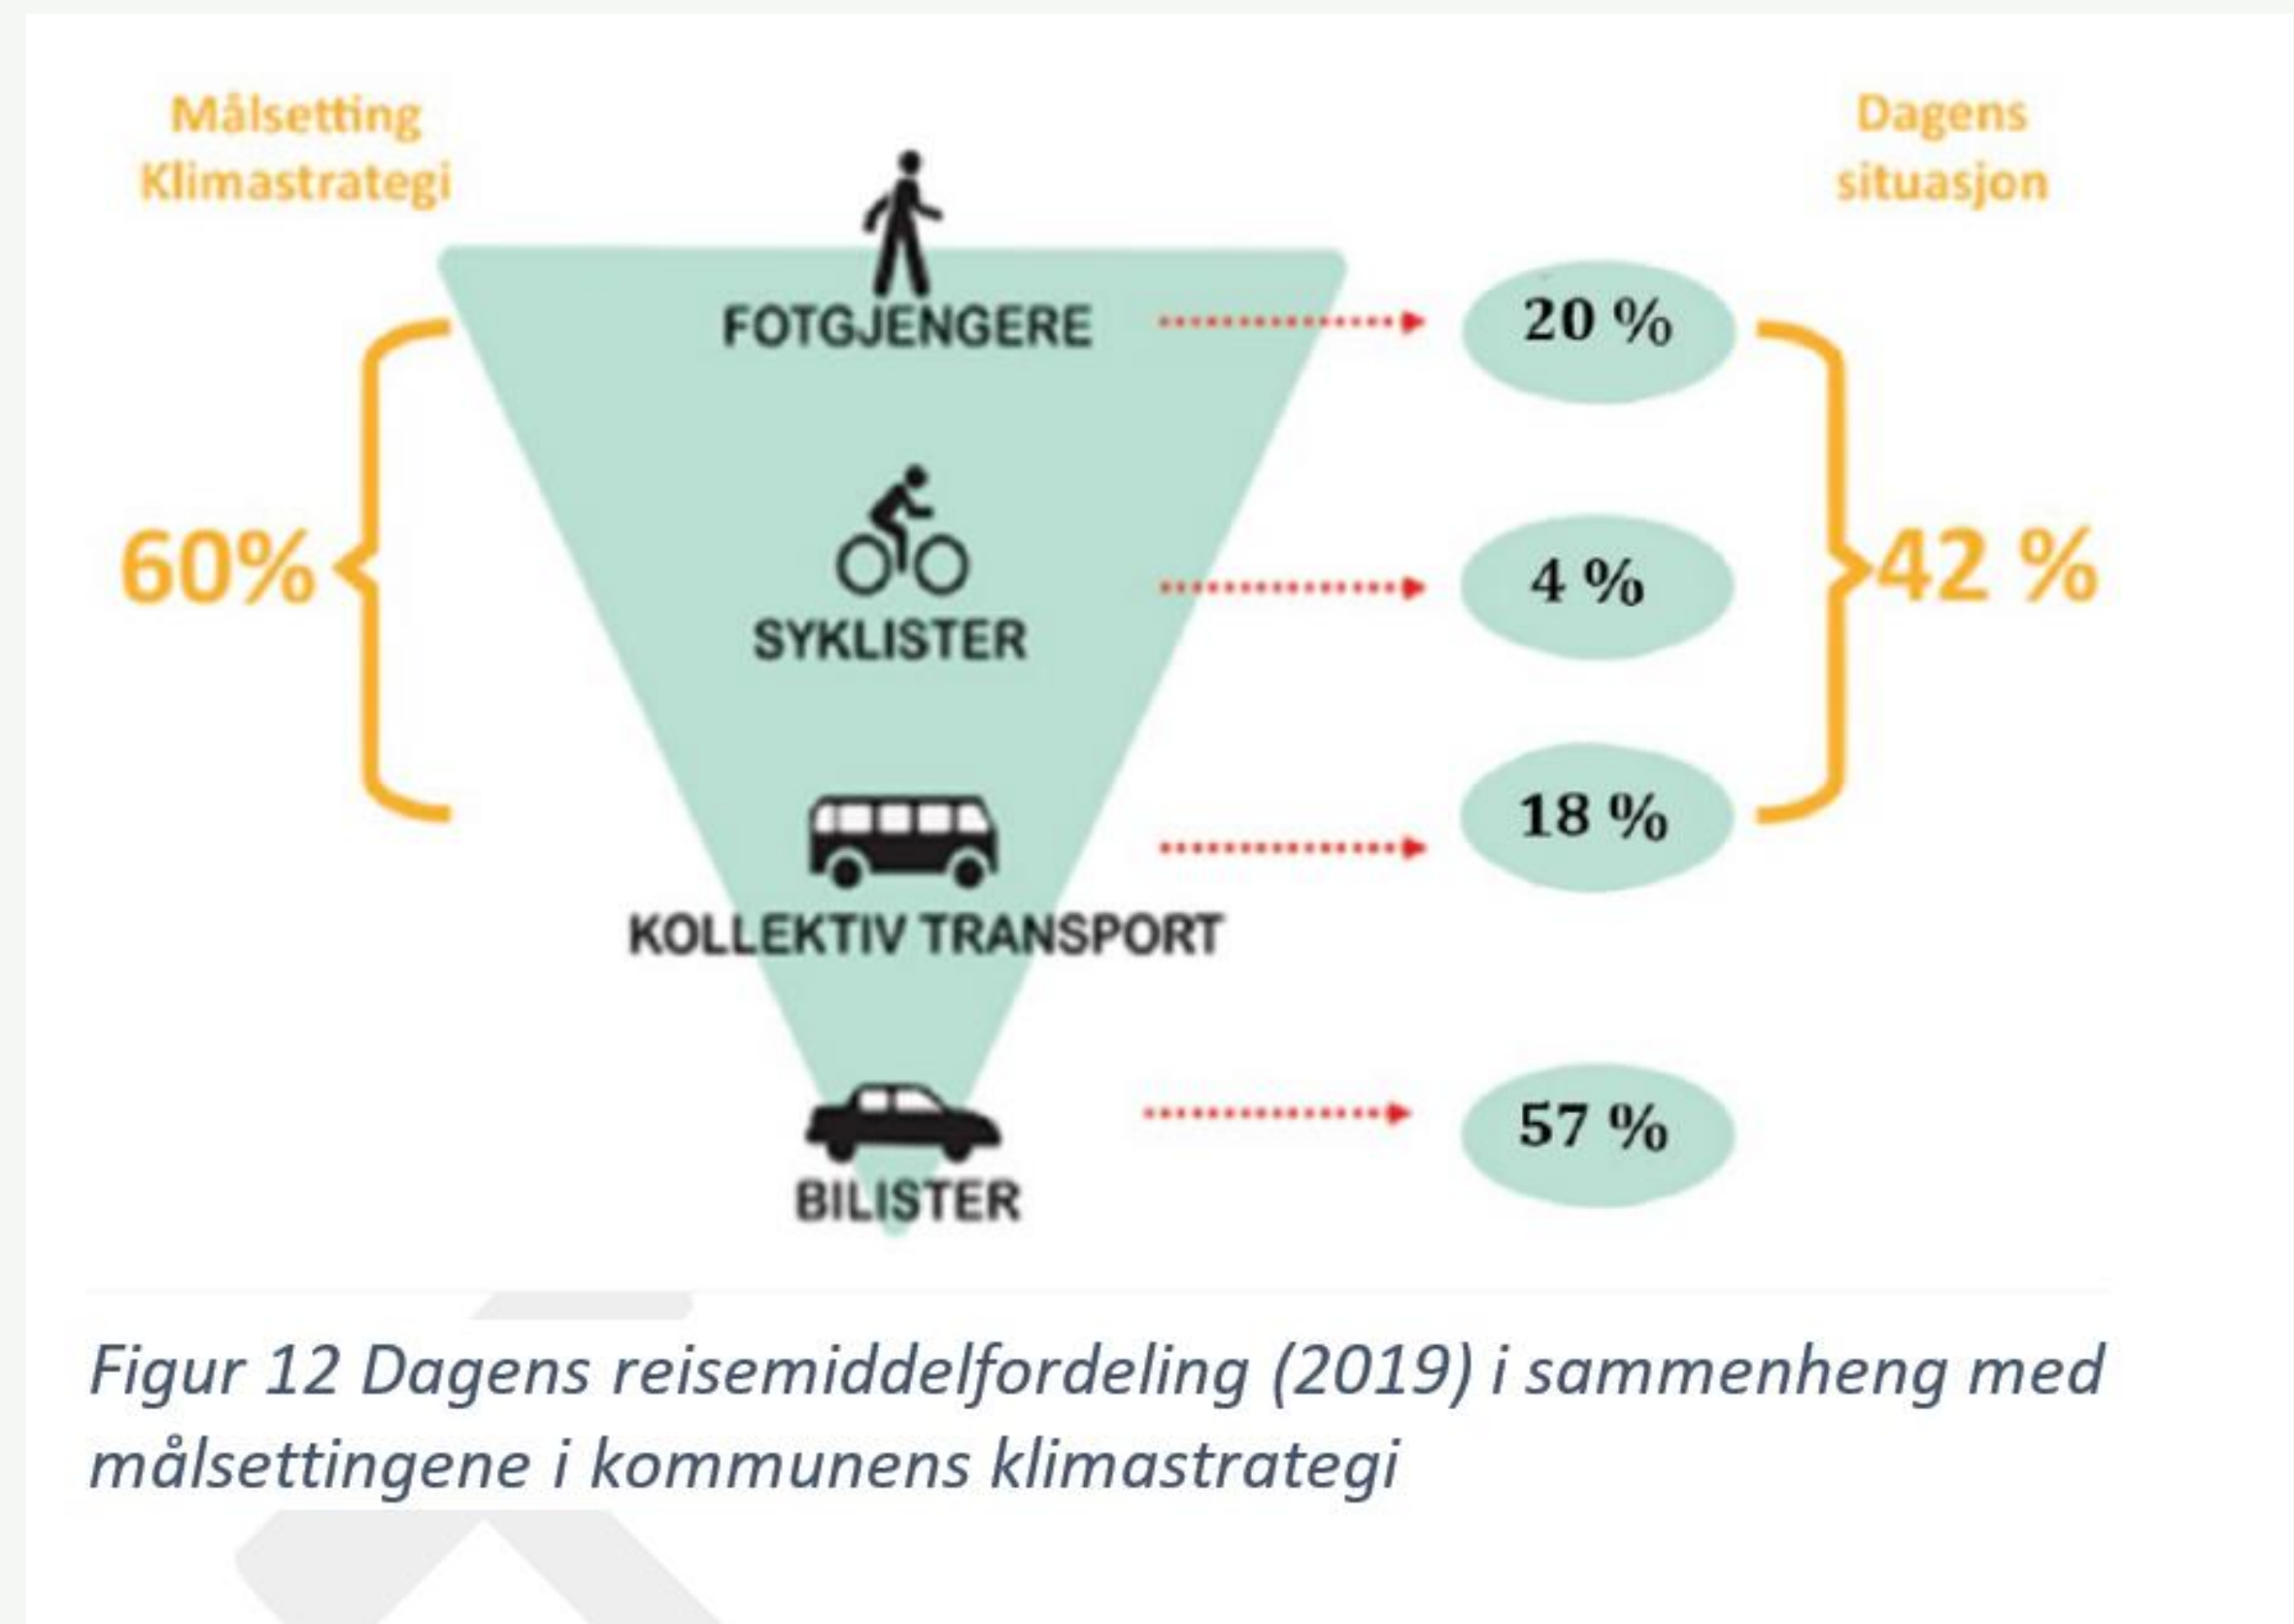 Målsetting
Klimastrategi
Dagens
situasjon
FOTGJENGERE
20 %
60%
SYKLISTER
4 %
42 %
KOLLEKTIV TRANSPORT
18 %
BILISTER
57 %
Figur 12 Dagens reisemiddelfordeling (2019) i sammenheng med
målsettingene i kommunens klimastrategi